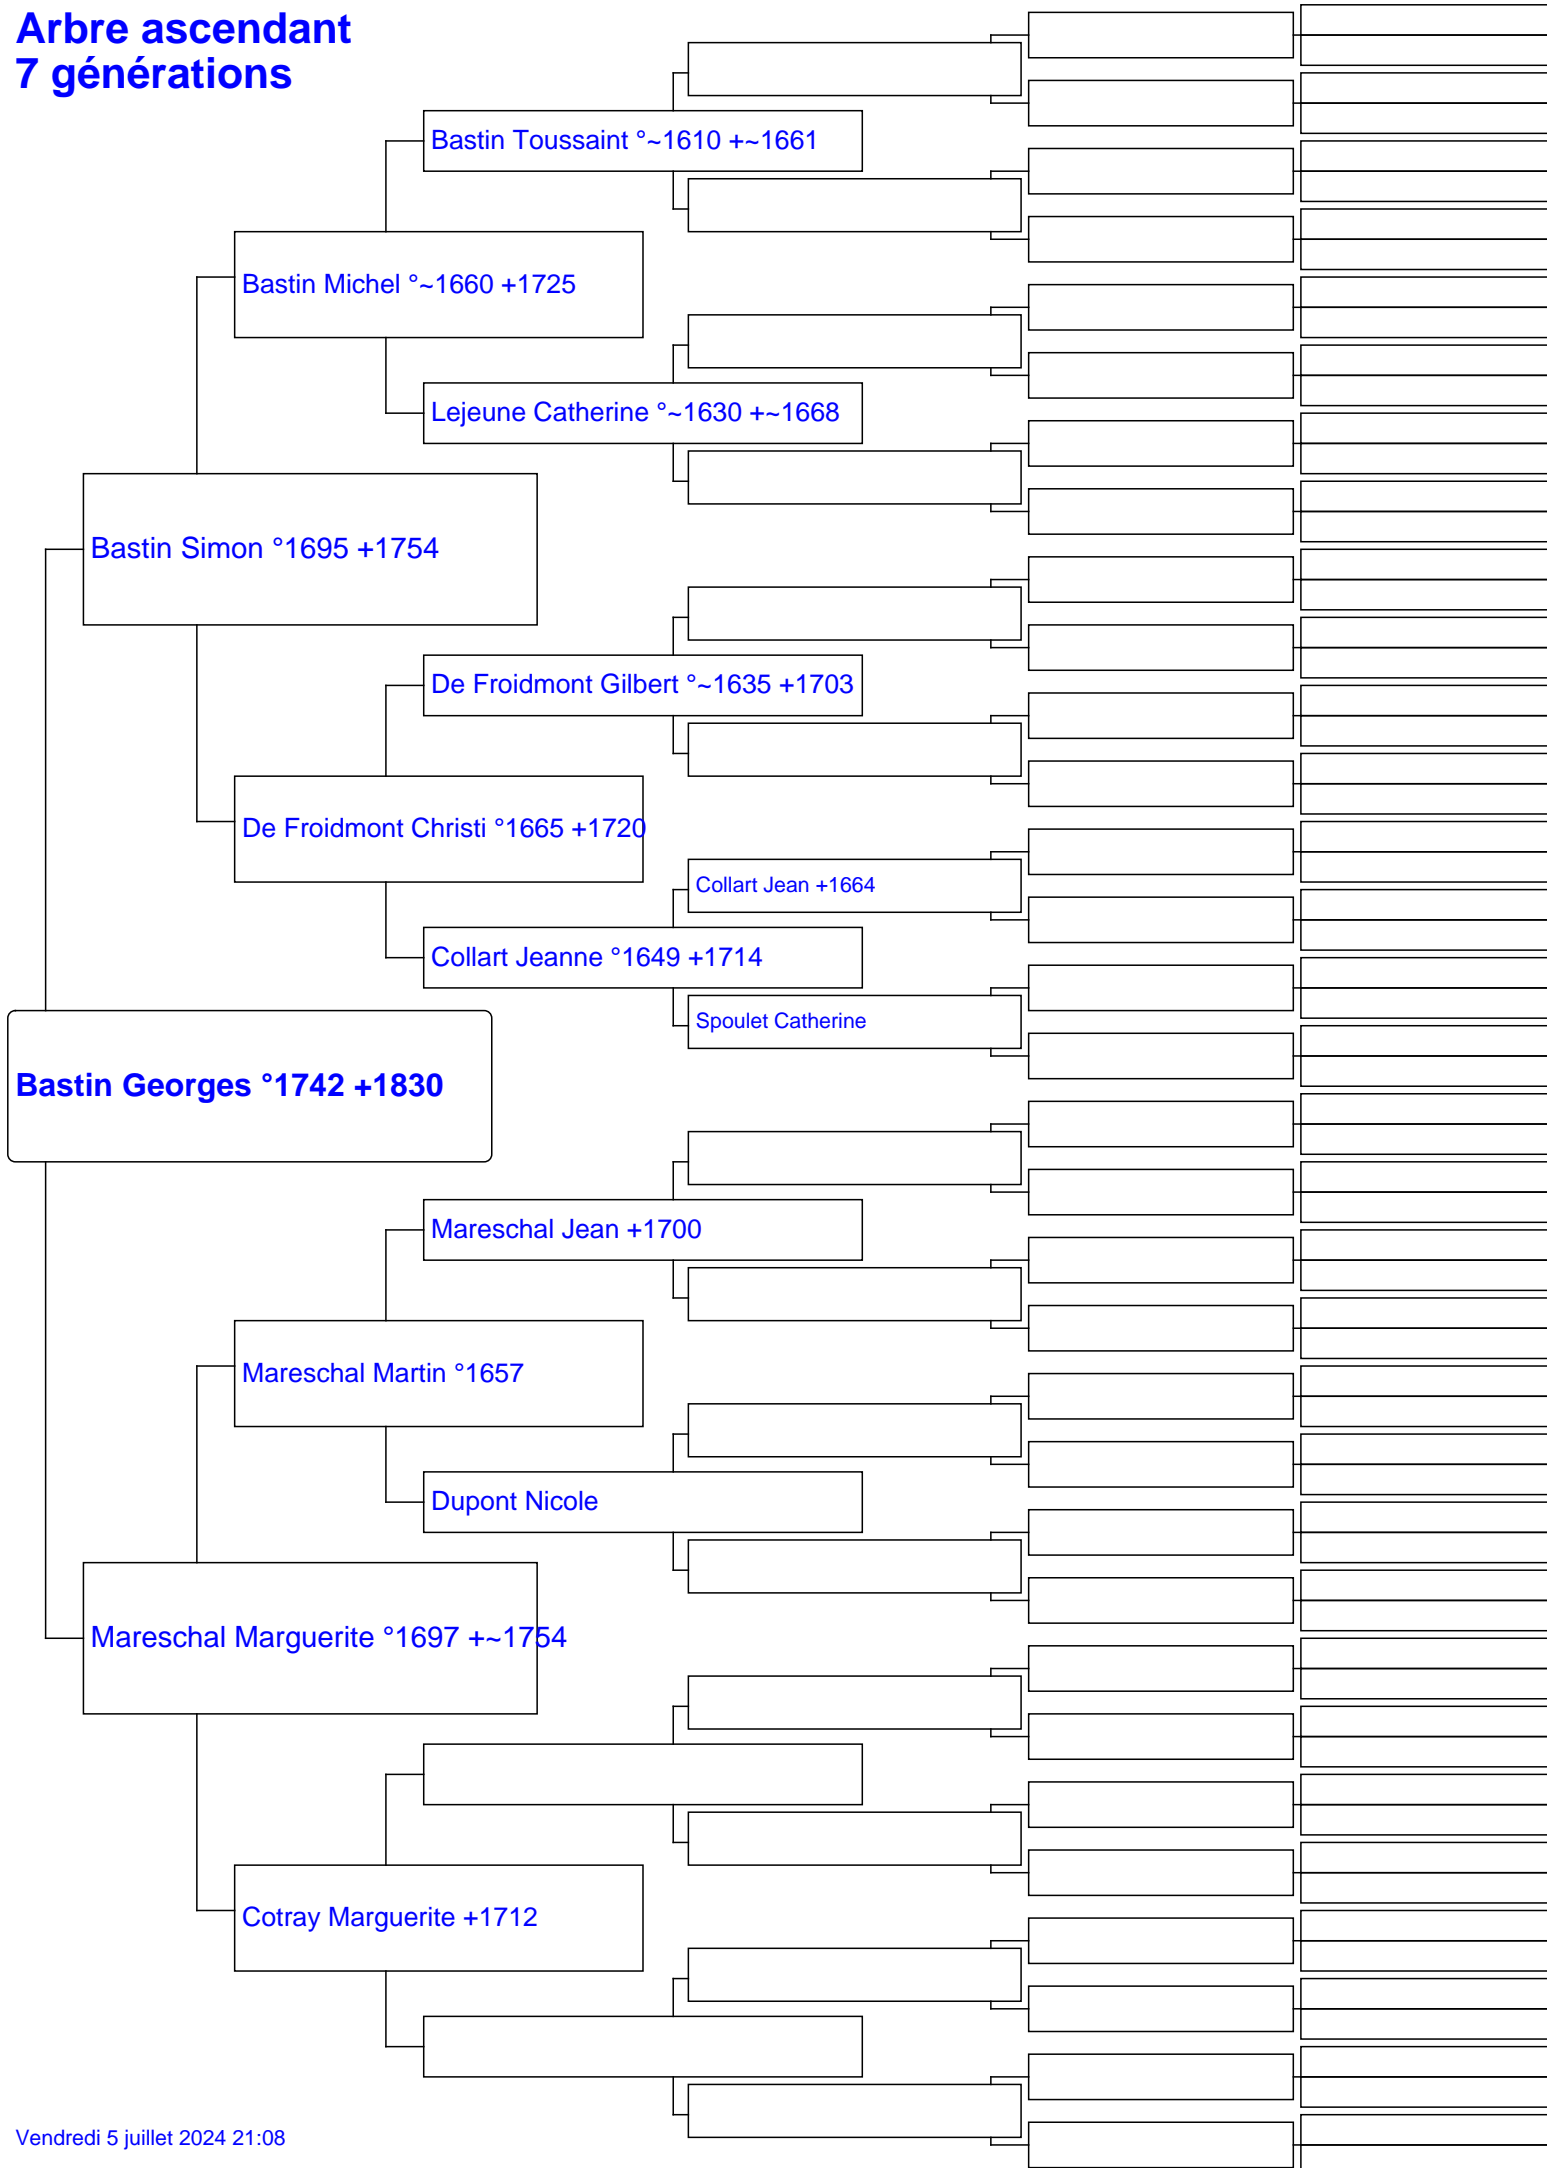 Arbre ascendant
7 générations
Bastin Toussaint °~1610 +~1661
Bastin Michel °~1660 +1725
Lejeune Catherine °~1630 +~1668
Bastin Simon °1695 +1754
De Froidmont Gilbert °~1635 +1703
De Froidmont Christi °1665 +1720
Collart Jean +1664
Collart Jeanne °1649 +1714
Spoulet Catherine
Bastin Georges °1742 +1830
Mareschal Jean +1700
Mareschal Martin °1657
Dupont Nicole
Mareschal Marguerite °1697 +~1754
Cotray Marguerite +1712
Vendredi 5 juillet 2024 21:08